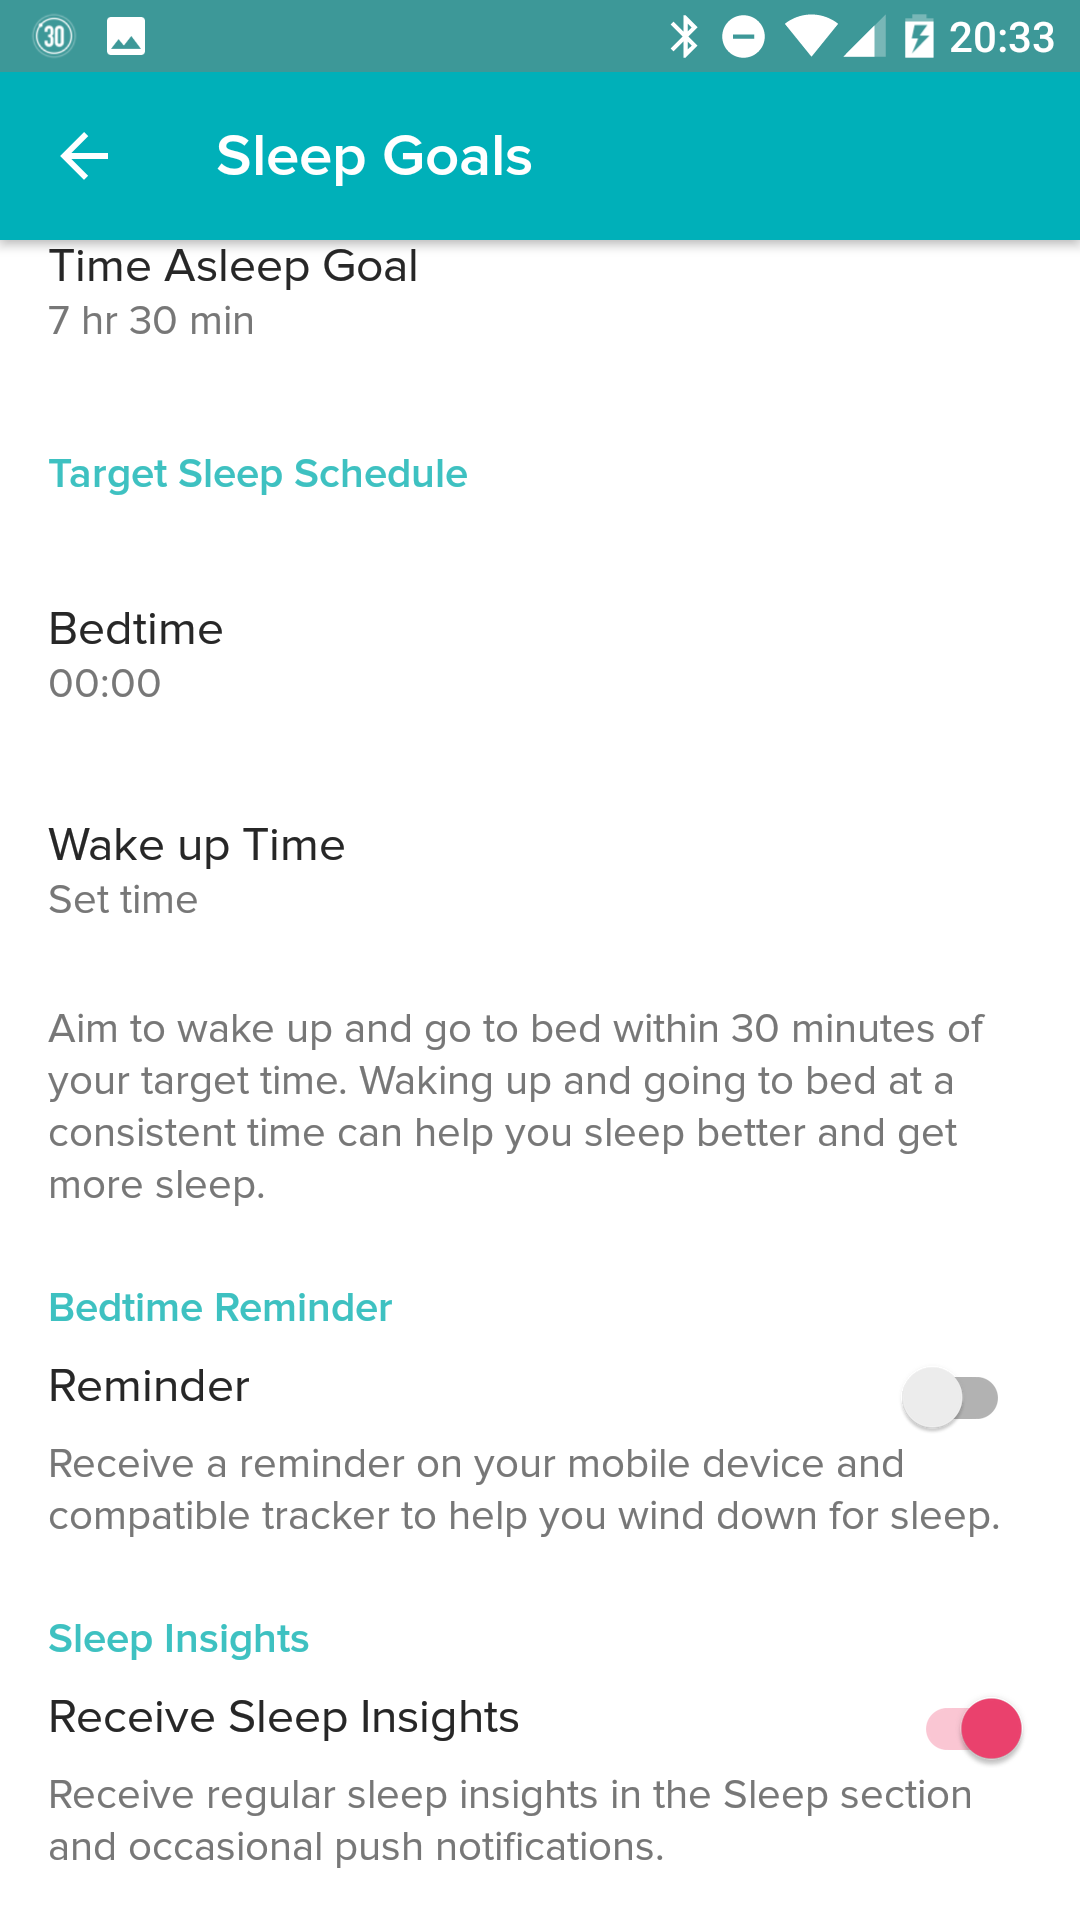 30
20:33
Sleep Goals
Time Asleep Goal
7 hr 30 min
Target Sleep Schedule
Bedtime
00:00
Wake up Time
Set time
Aim to wake up and go to bed within 30 minutes of
your target time. Waking up and going to bed at a
consistent time can help you sleep better and get
more sleep.
Bedtime Reminder
Reminder
Receive a reminder on your mobile device and
compatible tracker to help you wind down for sleep.
Sleep Insights
Receive Sleep Insights
Receive regular sleep insights in the Sleep section
and occasional push notifications.